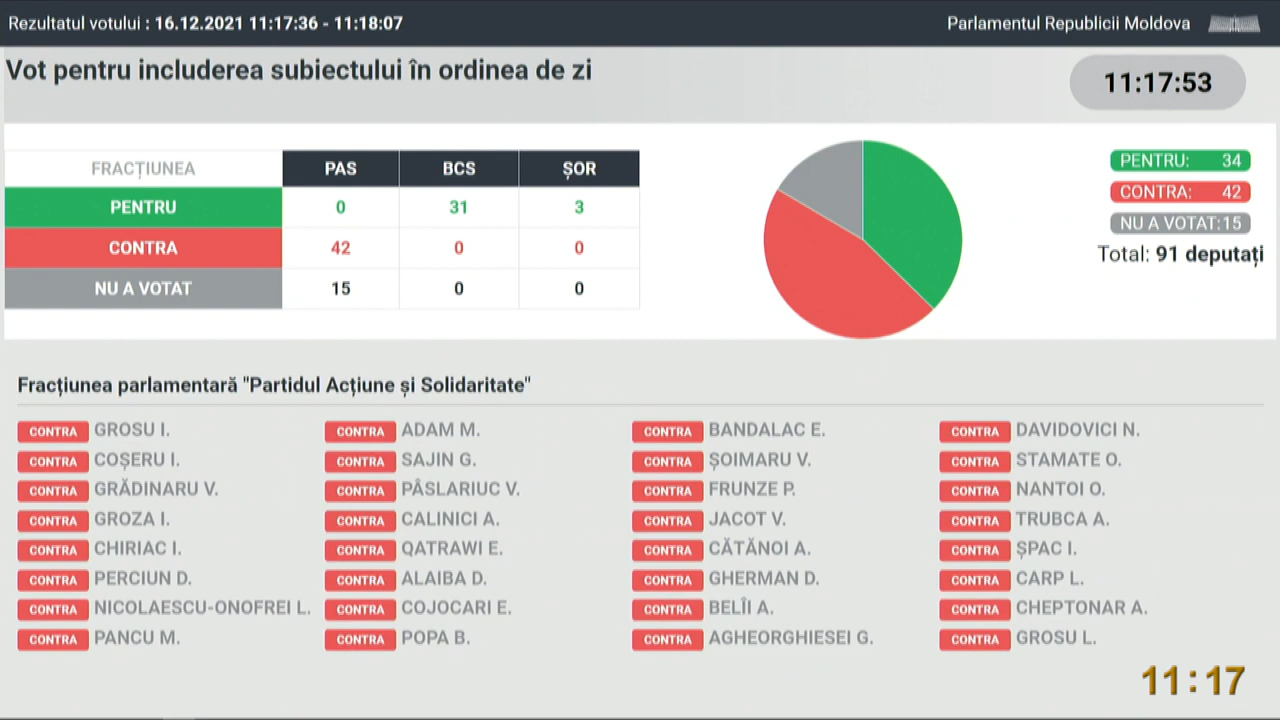 Rezultatul votului : 16.12.2021 11:17:36 - 11:18:07
Parlamentul Republicii Moldova
Vot pentru includerea subiectului în ordinea de zi
11:17:53
FRACȚIUNEA PAS BCS ȘOR
PENTRU 0 31 3
CONTRA 42 0 0
NU A VOTAT 15 0 0
PENTRU: 34
CONTRA: 42
NU A VOTAT: 15
Total: 91 deputați
Fracțiunea parlamentară "Partidul Acțiune și Solidaritate"
CONTRA GROSU I. CONTRA ADAM M. CONTRA BANDALAC E. CONTRA DAVIDOVICI N.
CONTRA COȘERU I. CONTRA SAJIN G. CONTRA ȘOIMARU V. CONTRA STAMATE O.
CONTRA GRĂDINARU V. CONTRA PÂSLARIUC V. CONTRA FRUNZE P. CONTRA NANTOI O.
CONTRA GROZA I. CONTRA CALINICI A. CONTRA JACOT V. CONTRA TRUBCA A.
CONTRA CHIRIAC I. CONTRA QATRAWI E. CONTRA CĂTĂNOI A. CONTRA ȘPAC I.
CONTRA PERCIUN D. CONTRA ALAIBA D. CONTRA GHERMAN D. CONTRA CARP L.
CONTRA NICOLAESCU-ONOFREI L. CONTRA COJOCARI E. CONTRA BELÎI A. CONTRA CHEPTONAR A.
CONTRA PANCU M. CONTRA POPA B. CONTRA AGHEORGHIESEI G. CONTRA GROSU L.
11:17